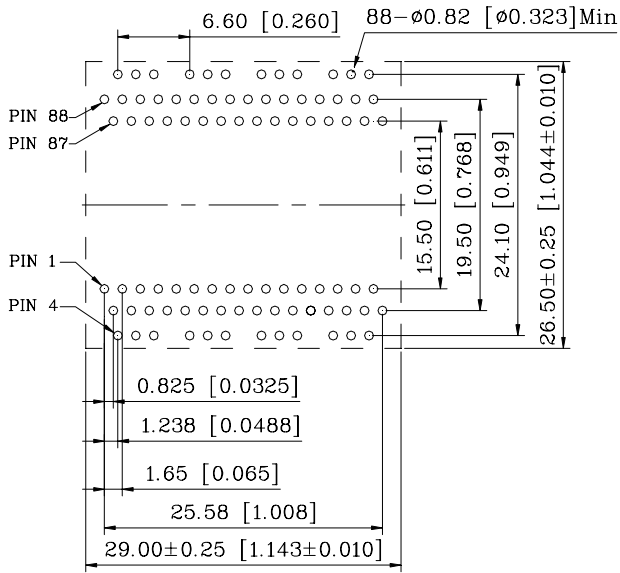 6.60 [0.260]
88-ø0.82 [ø0.323]Min
PIN 88
PIN 87
15.50 [0.611]
19.50 [0.768]
24.10 [0.949]
26.50±0.25 [1.044±0.010]
PIN 1
PIN 4
0.825 [0.0325]
1.238 [0.0488]
1.65 [0.065]
25.58 [1.008]
29.00±0.25 [1.143±0.010]